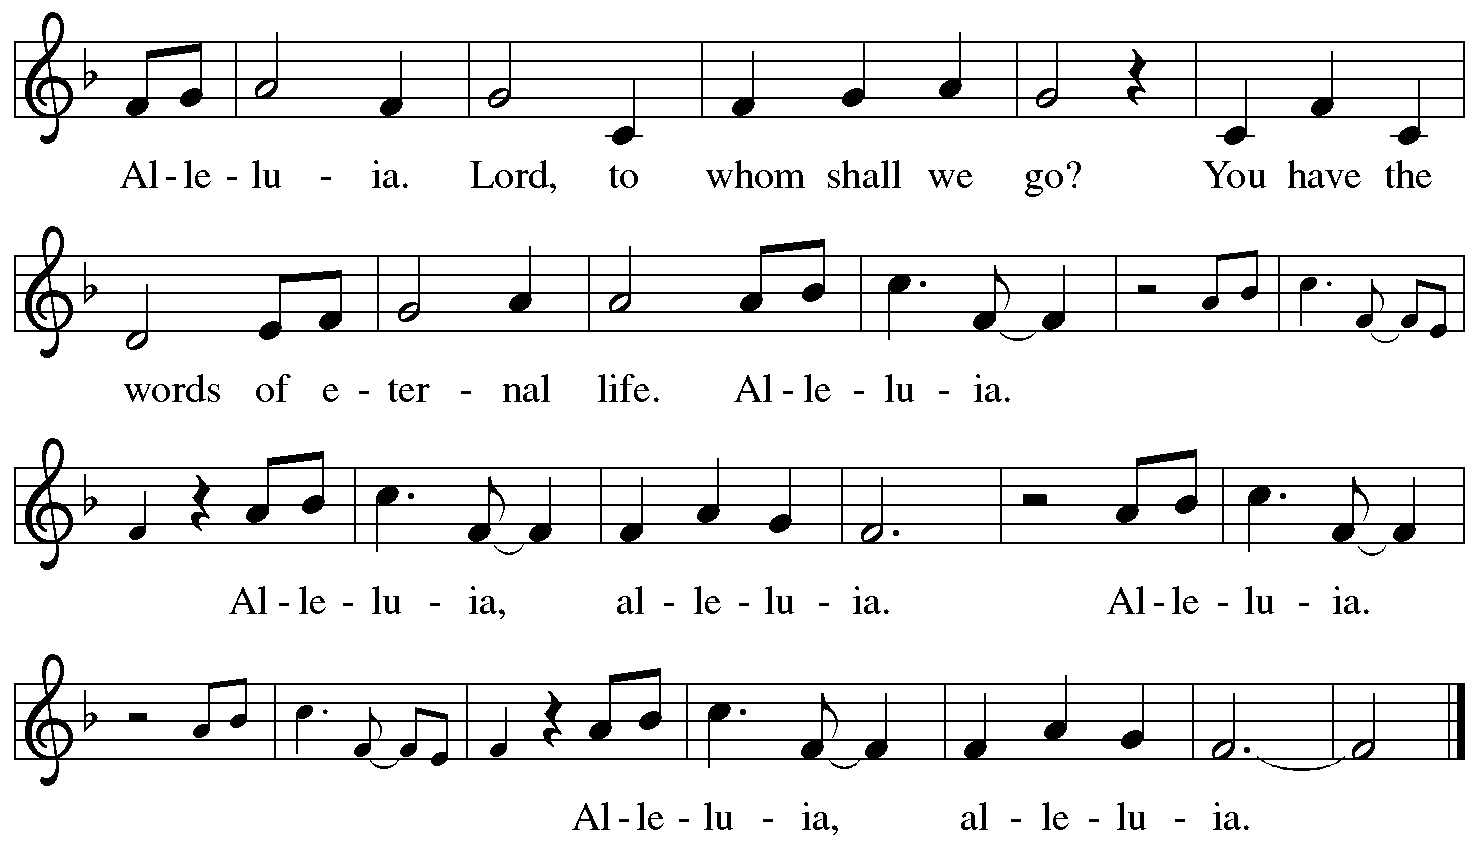 Al - le - lu - ia. Lord, to whom shall we go? You have the
words of e - ter - nal life. Al - le - lu - ia.
Al - le - lu - ia, al - le - lu - ia. Al - le - lu - ia.
Al - le - lu - ia, al - le - lu - ia.